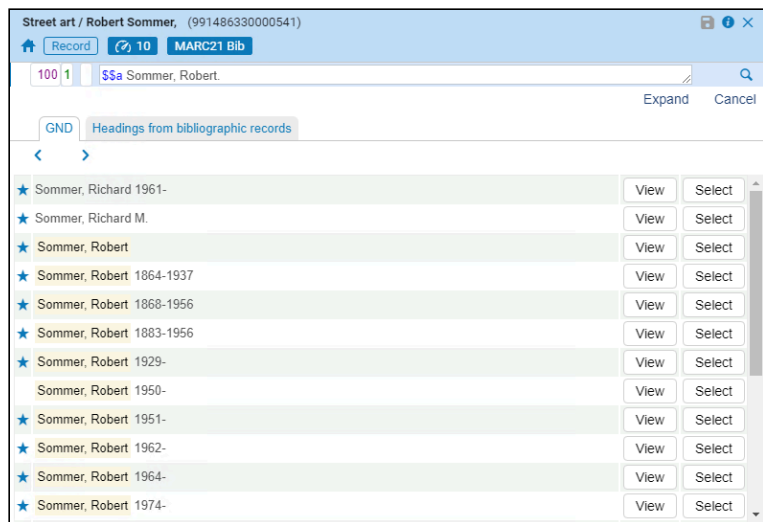 Street art / Robert Sommer, (991486330000541)
Record 10 MARC21 Bib
100 1 $$a Sommer, Robert.
Expand Cancel
GND Headings from bibliographic records
Sommer, Richard 1961- View Select
Sommer, Richard M. View Select
Sommer, Robert View Select
Sommer, Robert 1864-1937 View Select
Sommer, Robert 1868-1956 View Select
Sommer, Robert 1883-1956 View Select
Sommer, Robert 1929- View Select
Sommer, Robert 1950- View Select
Sommer, Robert 1951- View Select
Sommer, Robert 1962- View Select
Sommer, Robert 1964- View Select
Sommer, Robert 1974- View Select